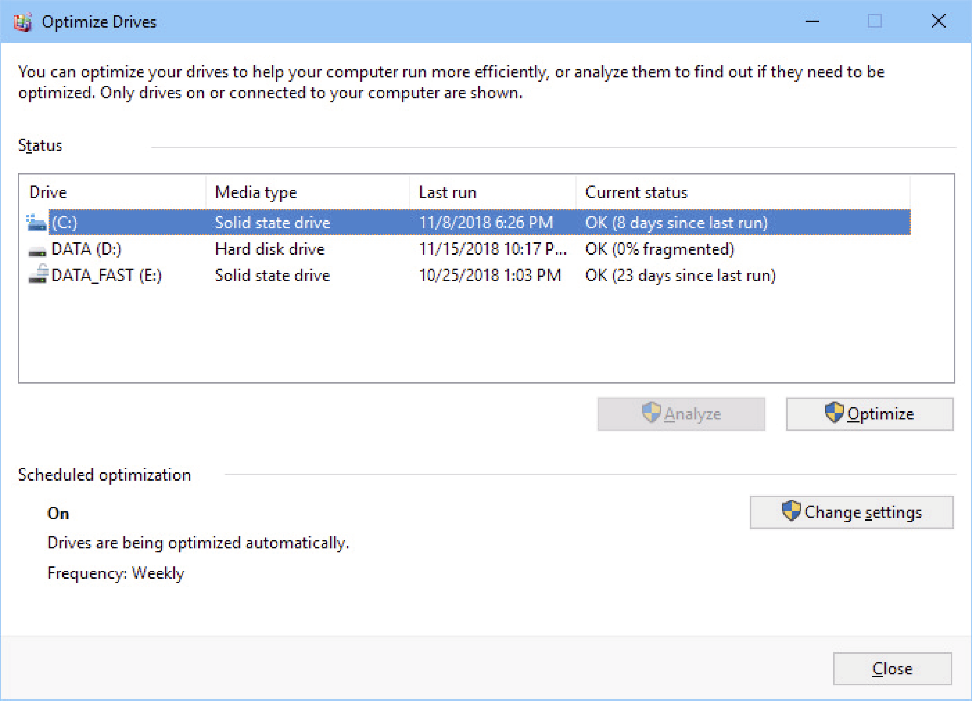 Optimize Drives
You can optimize your drives to help your computer run more efficiently, or analyze them to find out if they need to be
optimized. Only drives on or connected to your computer are shown.
Status
Drive Media type Last run Current status
(C:) Solid state drive 11/8/2018 6:26 PM OK (8 days since last run)
DATA (D:) Hard disk drive 11/15/2018 10:17 P... OK (0% fragmented)
DATA_FAST (E:) Solid state drive 10/25/2018 1:03 PM OK (23 days since last run)
Analyze Optimize
Scheduled optimization
On
Change settings
Drives are being optimized automatically.
Frequency: Weekly
Close